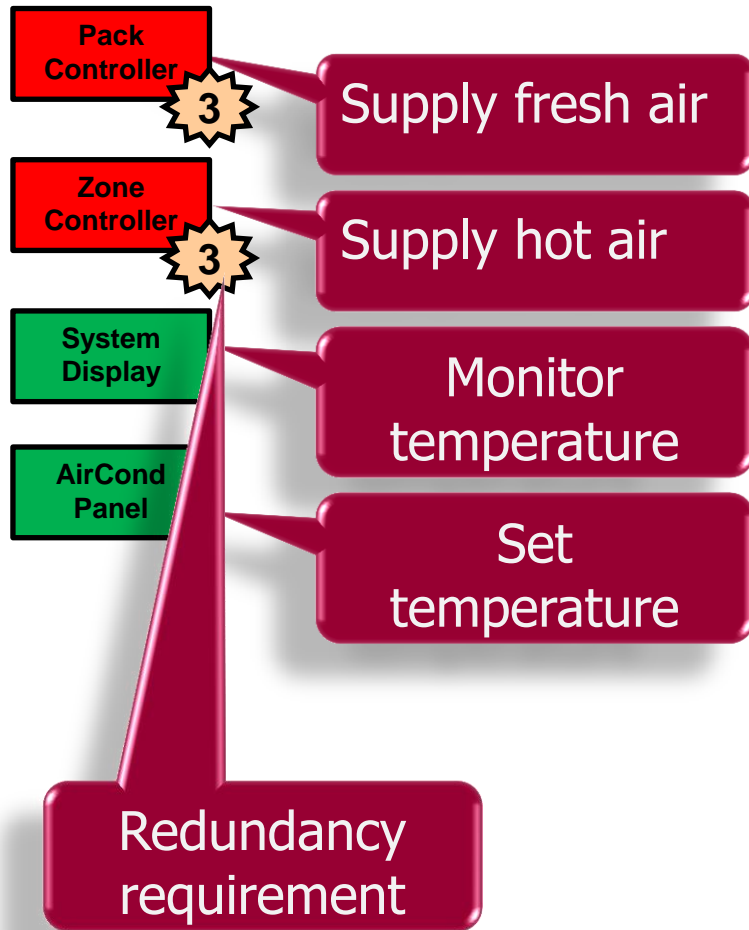 Pack
Controller
3
Supply fresh air
Zone
Controller
3
Supply hot air
System
Display
Monitor
temperature
AirCond
Panel
Set
temperature
Redundancy
requirement